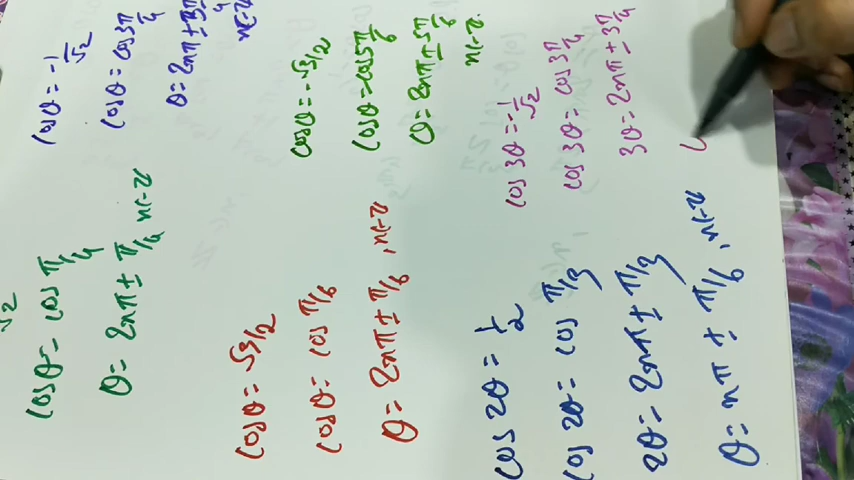 √2
cosθ = cos π/4
θ = 2nπ ± π/4 n∈Z
cosθ = -1/√2
cosθ = cos 3π/4
θ = 2nπ ± 3π/4
n∈Z
cosθ = √3/2
cosθ = cos π/6
θ = 2nπ ± π/6, n∈Z
cosθ = -√3/2
cosθ = cos 5π/6
θ = 2nπ ± 5π/6
n∈Z
cos 2θ = 1/2
cos 2θ = cos π/3
2θ = 2nπ ± π/3
θ = nπ ± π/6, n∈Z
cos 3θ = -1/√2
cos 3θ = cos 3π/4
3θ = 2nπ ± 3π/4